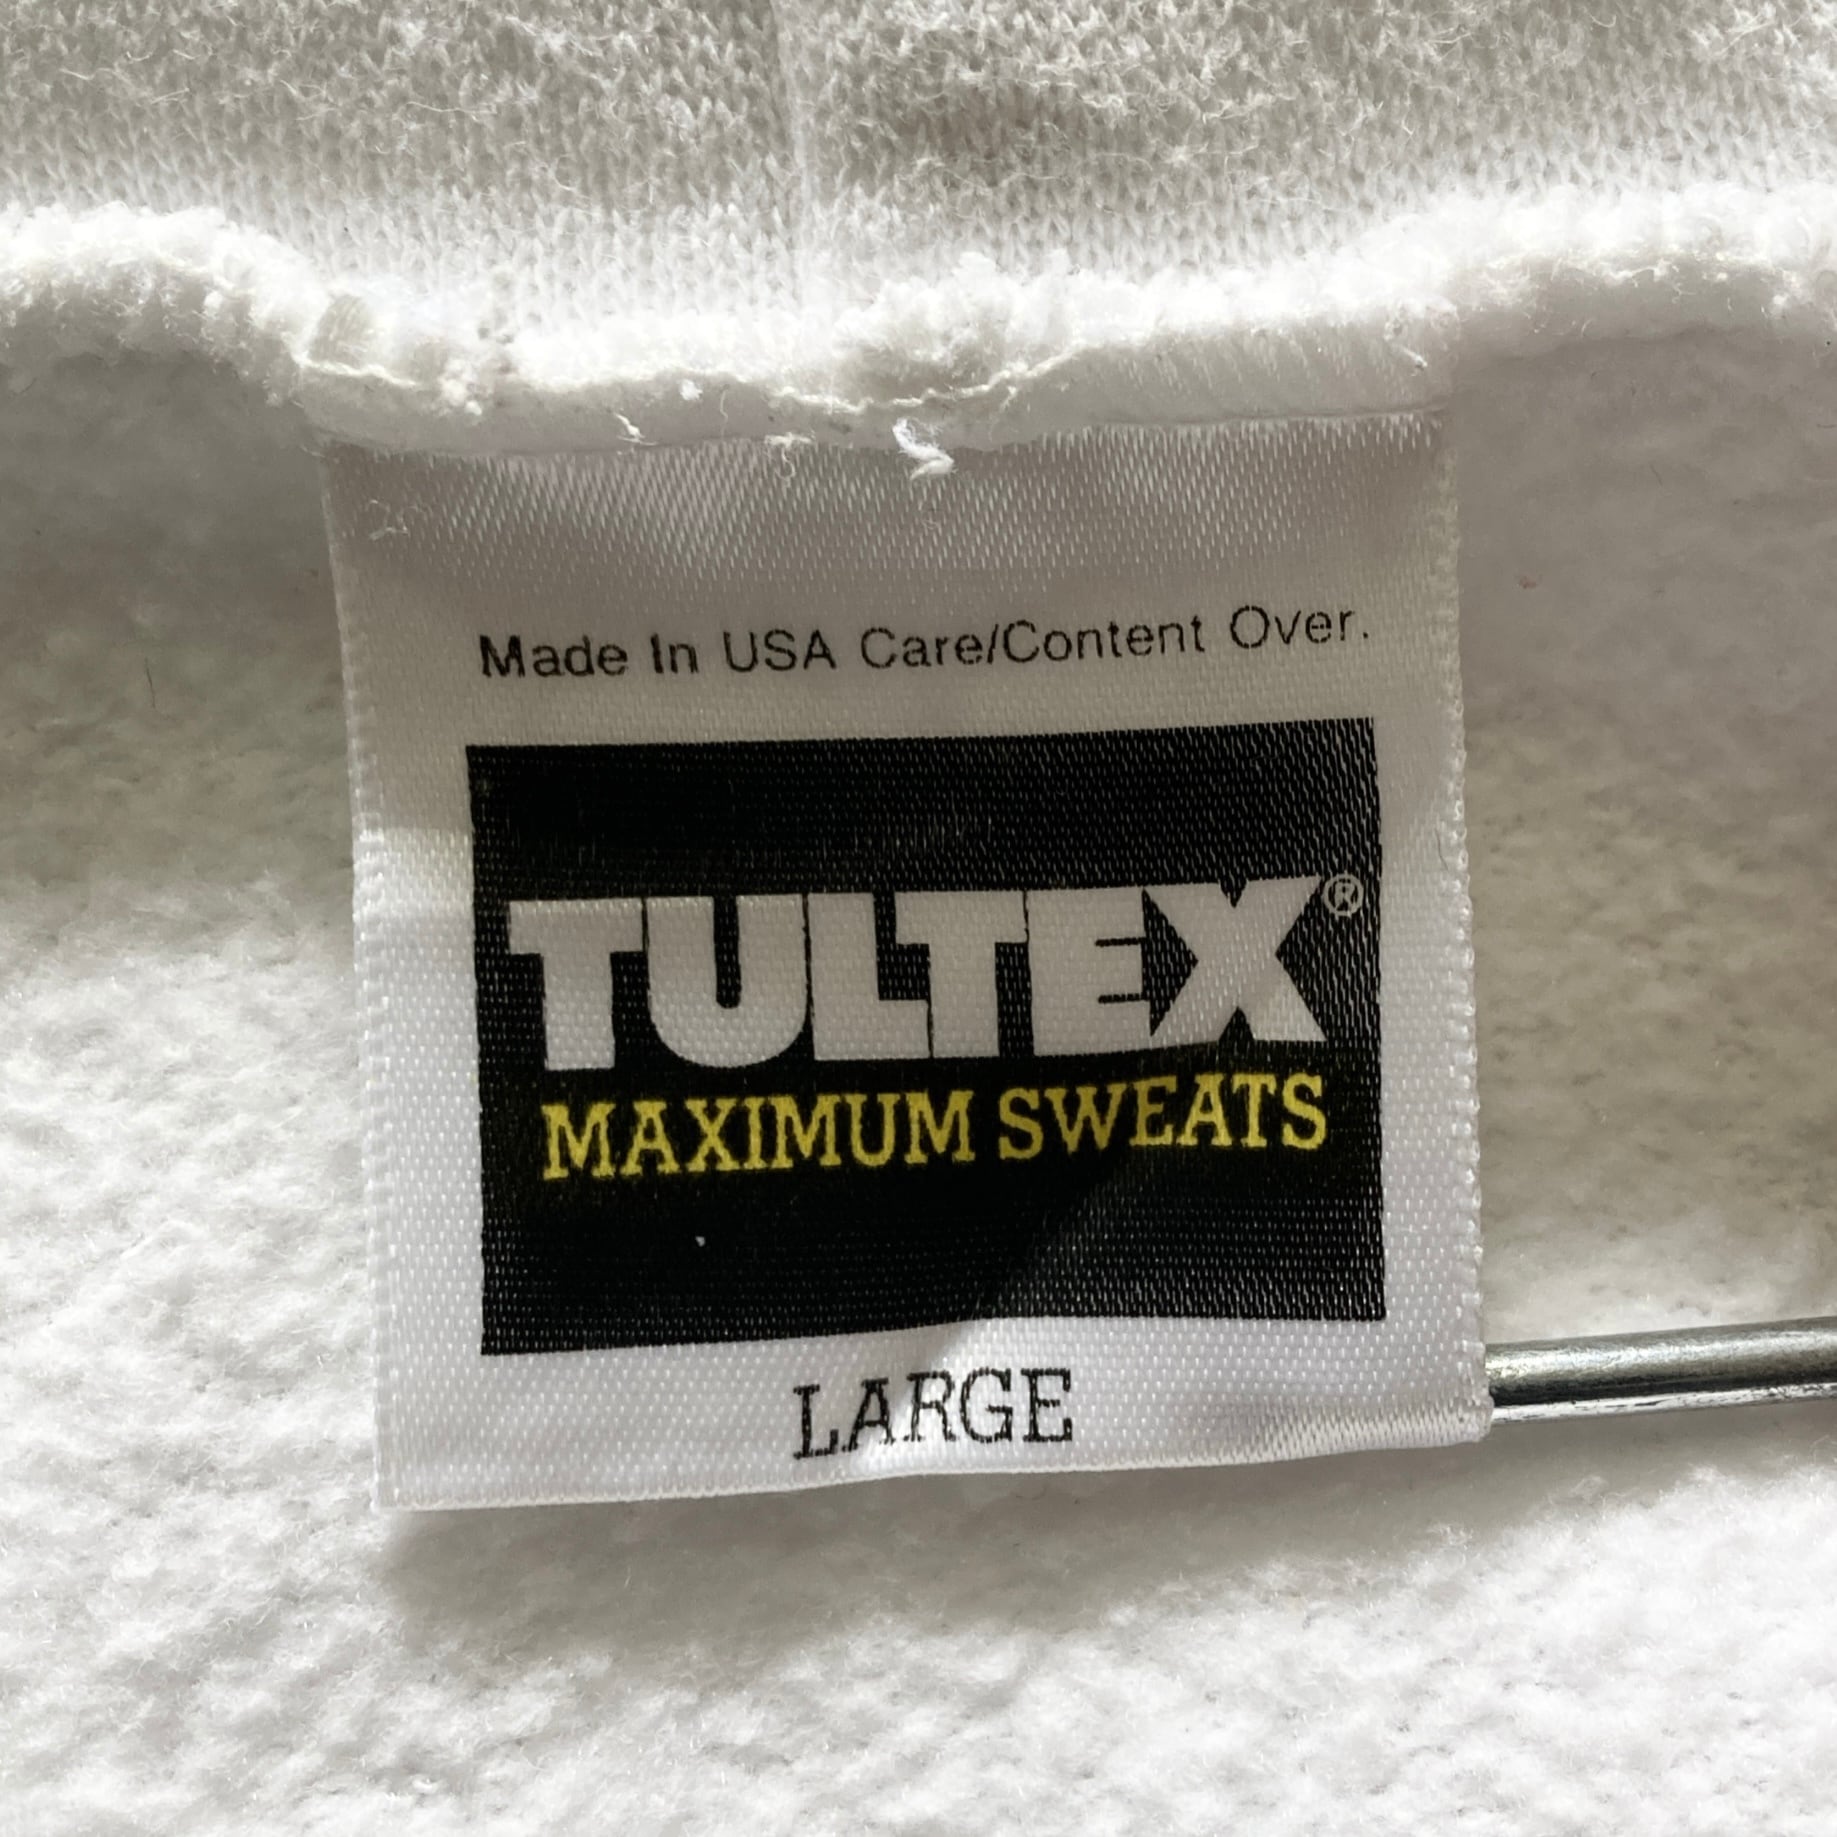 Made In USA Care/Content Over.
TULTEX®
MAXIMUM SWEATS
LARGE